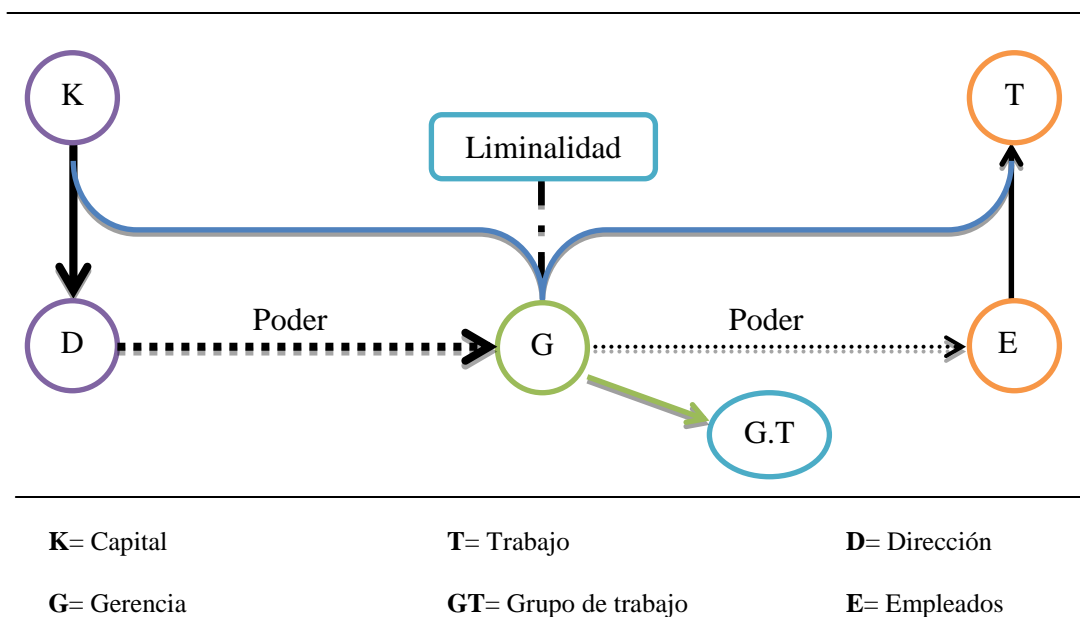 K
T
Liminalidad
D
Poder
G
Poder
E
G.T
K= Capital
T= Trabajo
D= Dirección
G= Gerencia
GT= Grupo de trabajo
E= Empleados